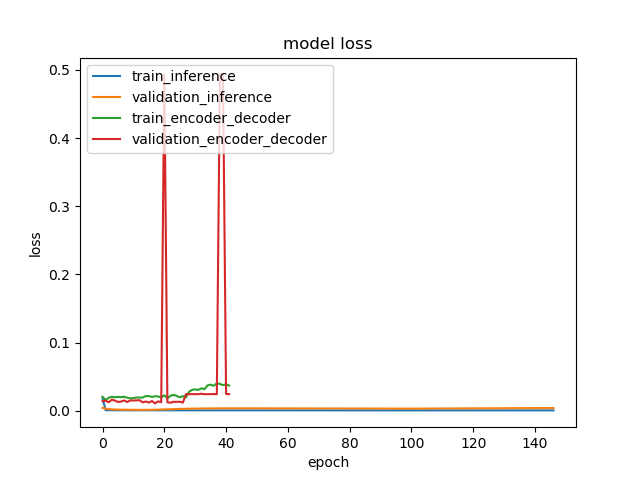 model loss
train_inference
validation_inference
train_encoder_decoder
validation_encoder_decoder
0.5
0.4
0.3
0.2
0.1
0.0
loss
0 20 40 60 80 100 120 140
epoch